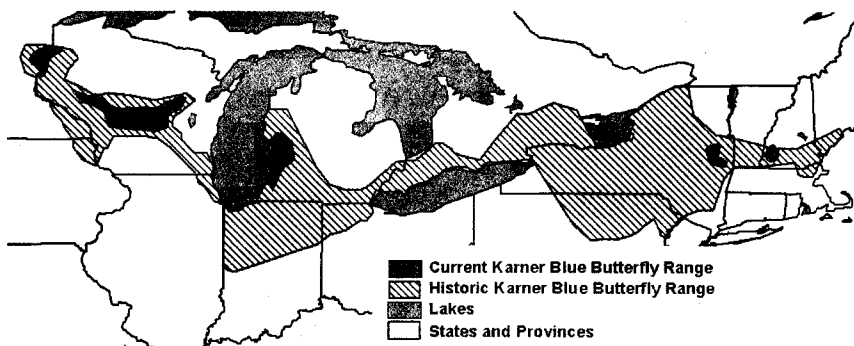 Current Karner Blue Butterfly Range
Historic Karner Blue Butterfly Range
Lakes
States and Provinces